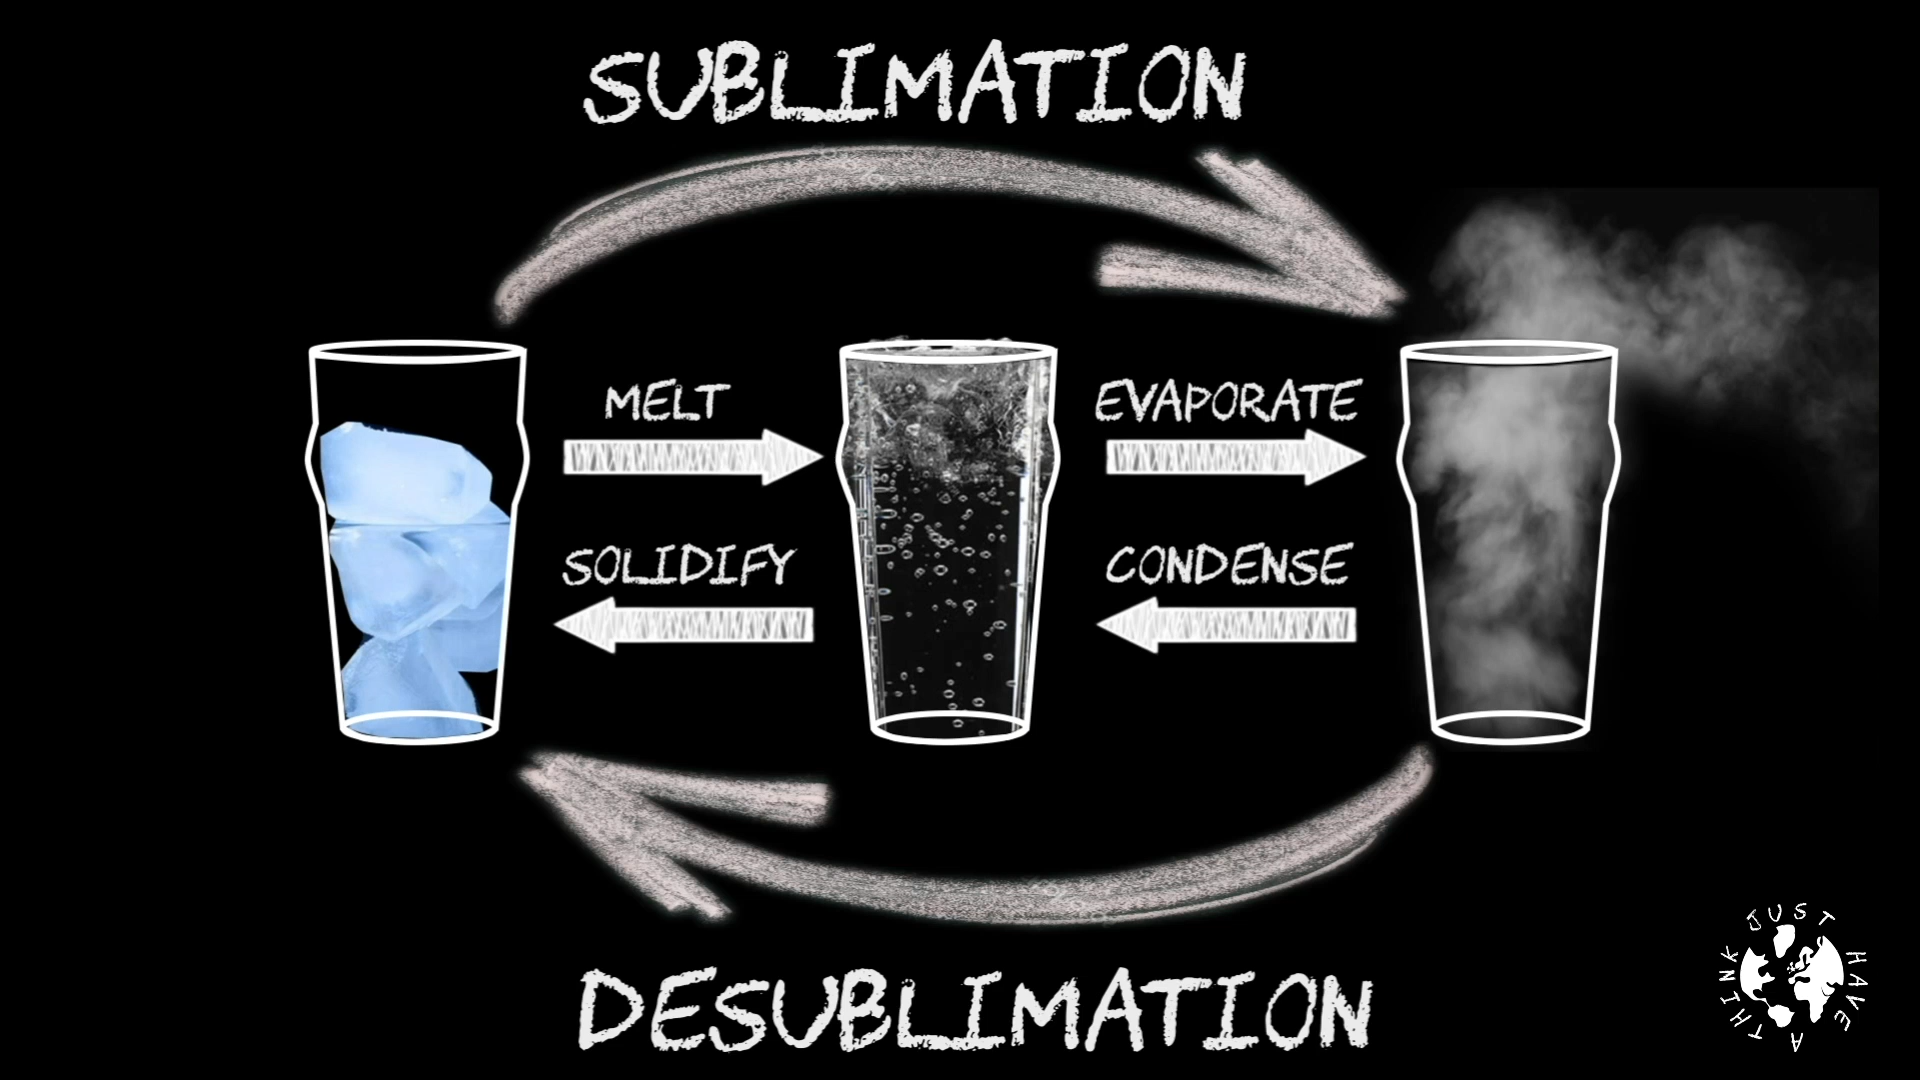 SUBLIMATION
MELT
EVAPORATE
SOLIDIFY
CONDENSE
DESUBLIMATION
JUST HAVE A THINK